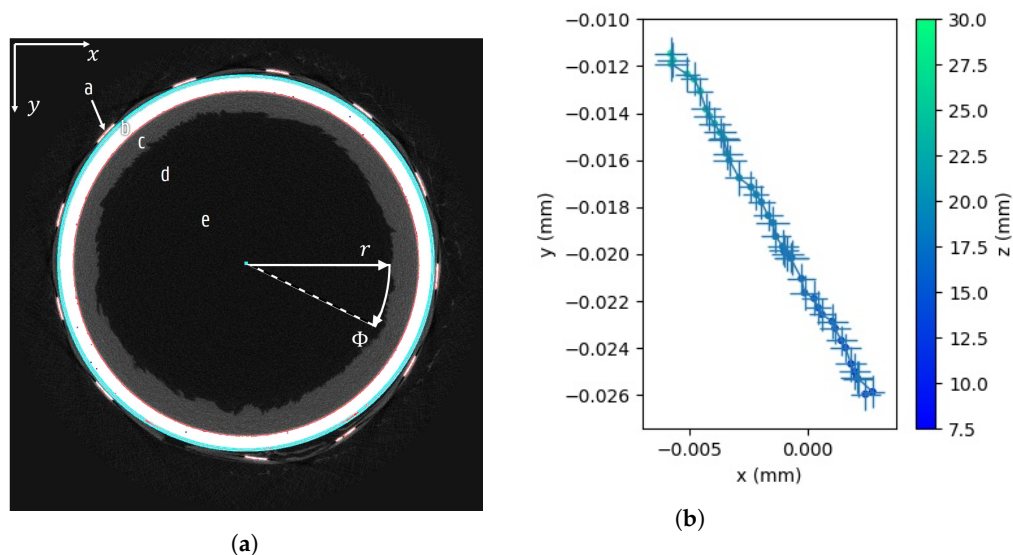 x
y
a
b
c
d
e
r
Φ
(a)
−0.010
−0.012
−0.014
−0.016
−0.018
−0.020
−0.022
−0.024
−0.026
y (mm)
−0.005
0.000
x (mm)
30.0
27.5
25.0
22.5
20.0
17.5
15.0
12.5
10.0
7.5
z (mm)
(b)